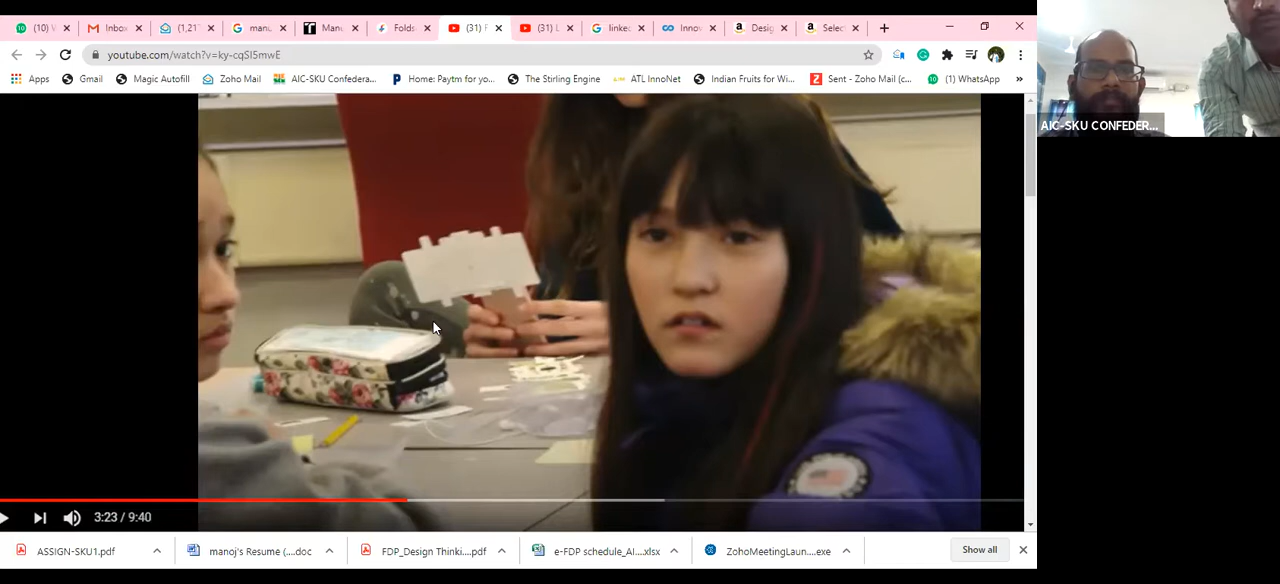 (10) W
Inbox
(1,21
manu
Manu
Folds
(31) F
(31) L
linked
Innov
Desig
Selec
youtube.com/watch?v=ky-cqSI5mwE
Apps Gmail Magic Autofill Zoho Mail AIC-SKU Confedera... Home: Paytm for yo... The Stirling Engine ATL InnoNet Indian Fruits for Wi... Sent - Zoho Mail (c... (1) WhatsApp »
AIC-SKU CONFEDER...
3:23 / 9:40
ASSIGN-SKU1.pdf manoj's Resume (....doc FDP_Design Thinki....pdf e-FDP schedule_AI....xlsx ZohoMeetingLaun....exe Show all